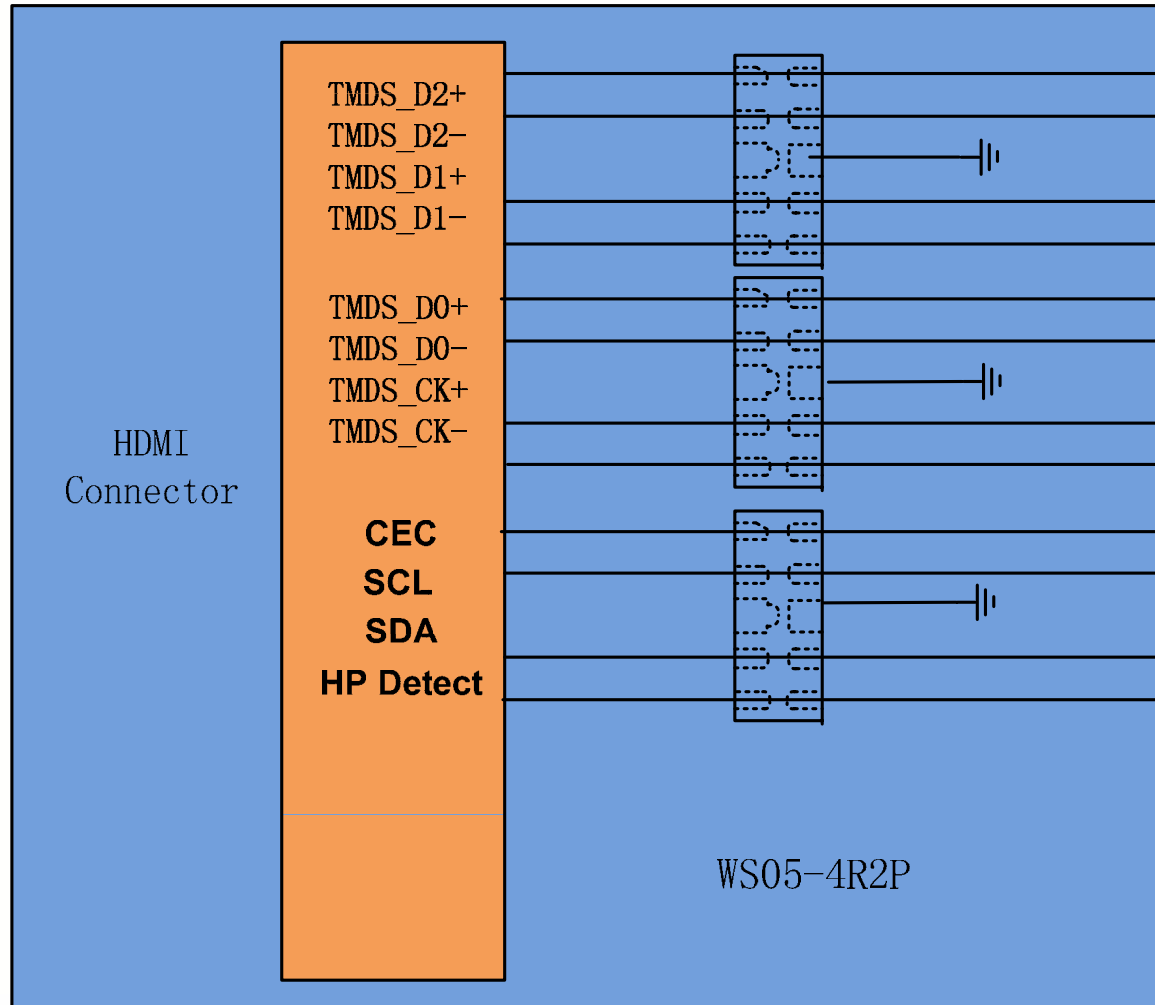 TMDS_D2+
TMDS_D2-
TMDS_D1+
TMDS_D1-
TMDS_D0+
TMDS_D0-
TMDS_CK+
TMDS_CK-
HDMI
Connector
CEC
SCL
SDA
HP Detect
WS05-4R2P